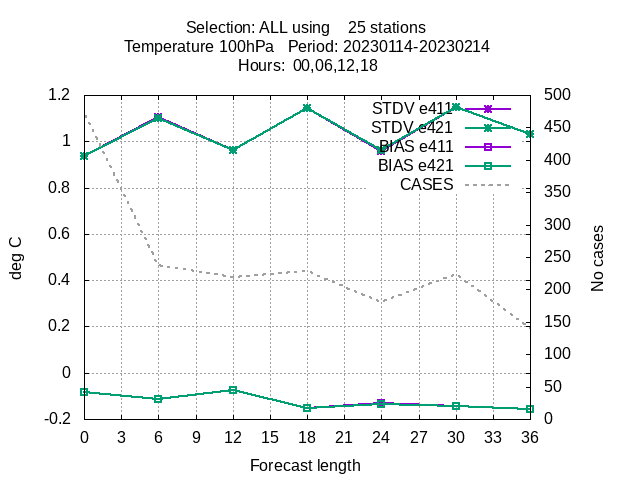 Selection: ALL using    25 stations
Temperature 100hPa   Period: 20230114-20230214
Hours:  00,06,12,18
STDV e411
STDV e421
BIAS e411
BIAS e421
CASES
1.2
1
0.8
0.6
0.4
0.2
0
-0.2
deg C
500
450
400
350
300
250
200
150
100
50
0
No cases
0 3 6 9 12 15 18 21 24 27 30 33 36
Forecast length